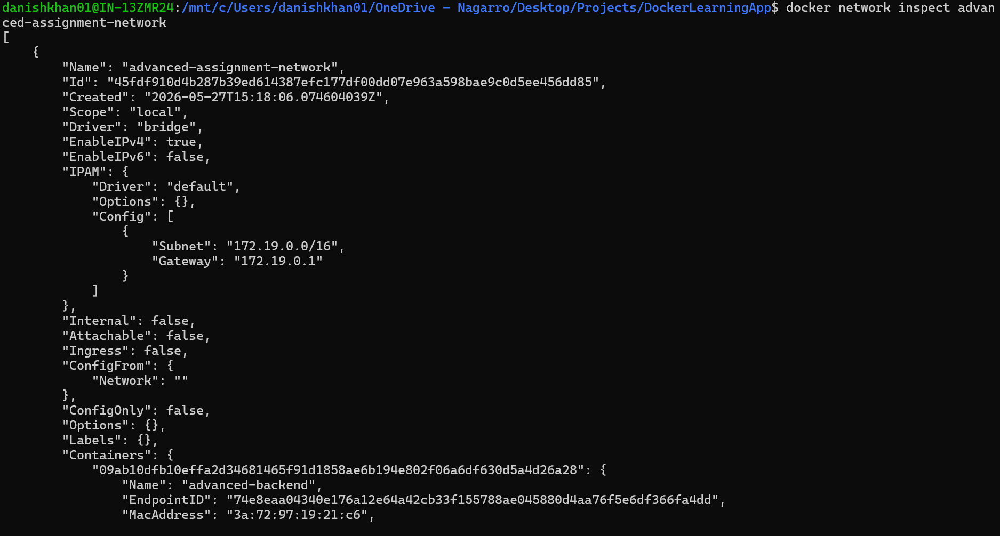 danishkhan01@IN-13ZMR24:/mnt/c/Users/danishkhan01/OneDrive - Nagarro/Desktop/Projects/DockerLearningApp$ docker network inspect advan
ced-assignment-network
[
    {
        "Name": "advanced-assignment-network",
        "Id": "45fdf910d4b287b39ed614387efc177df00dd07e963a598bae9c0d5ee456dd85",
        "Created": "2026-05-27T15:18:06.074604039Z",
        "Scope": "local",
        "Driver": "bridge",
        "EnableIPv4": true,
        "EnableIPv6": false,
        "IPAM": {
            "Driver": "default",
            "Options": {},
            "Config": [
                {
                    "Subnet": "172.19.0.0/16",
                    "Gateway": "172.19.0.1"
                }
            ]
        },
        "Internal": false,
        "Attachable": false,
        "Ingress": false,
        "ConfigFrom": {
            "Network": ""
        },
        "ConfigOnly": false,
        "Options": {},
        "Labels": {},
        "Containers": {
            "09ab10dfb10effa2d34681465f91d1858ae6b194e802f06a6df630d5a4d26a28": {
                "Name": "advanced-backend",
                "EndpointID": "74e8eaa04340e176a12e64a42cb33f155788ae045880d4aa76f5e6df366fa4dd",
                "MacAddress": "3a:72:97:19:21:c6",